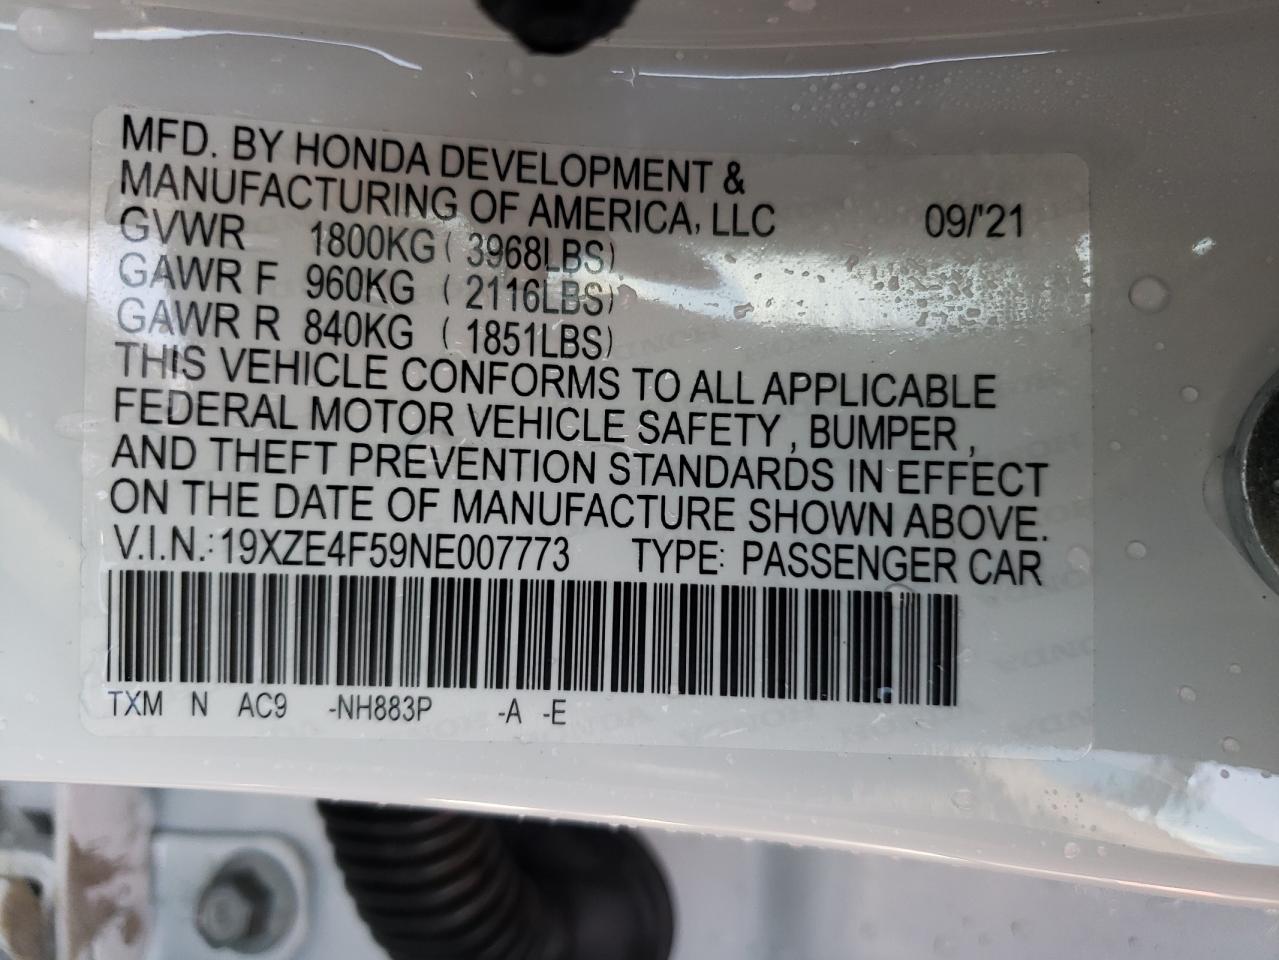 MFD. BY HONDA DEVELOPMENT &
MANUFACTURING OF AMERICA, LLC 09/'21
GVWR 1800KG ( 3968LBS)
GAWR F 960KG ( 2116LBS)
GAWR R 840KG ( 1851LBS)
THIS VEHICLE CONFORMS TO ALL APPLICABLE
FEDERAL MOTOR VEHICLE SAFETY , BUMPER ,
AND THEFT PREVENTION STANDARDS IN EFFECT
ON THE DATE OF MANUFACTURE SHOWN ABOVE.
V.I.N.: 19XZE4F59NE007773 TYPE: PASSENGER CAR
TXM N AC9 -NH883P -A -E